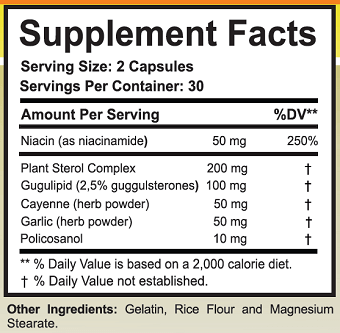 Supplement Facts
Serving Size: 2 Capsules
Servings Per Container: 30
Amount Per Serving %DV**
Niacin (as niacinamide) 50 mg 250%
Plant Sterol Complex 200 mg †
Gugulipid (2,5% guggulsterones) 100 mg †
Cayenne (herb powder) 50 mg †
Garlic (herb powder) 50 mg †
Policosanol 10 mg †
** % Daily Value is based on a 2,000 calorie diet.
† % Daily Value not established.
Other Ingredients: Gelatin, Rice Flour and Magnesium
Stearate.